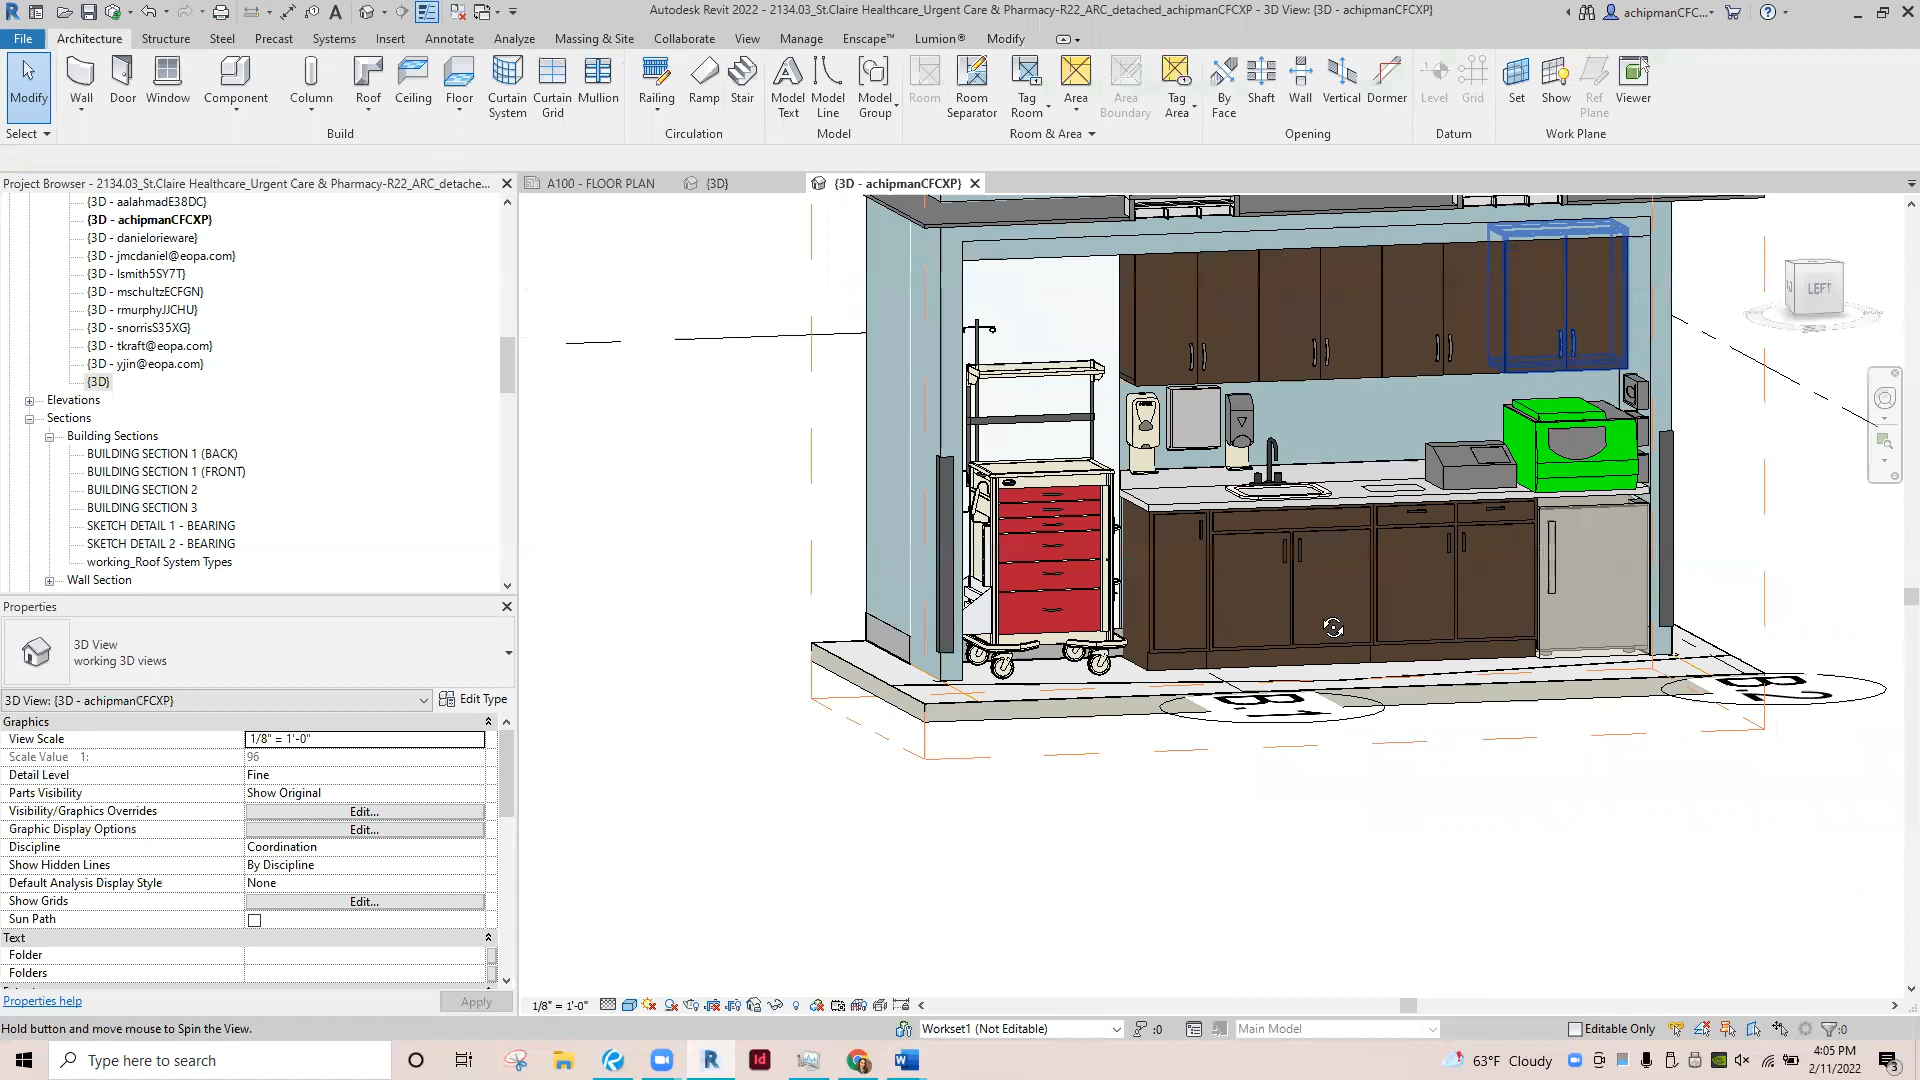 Autodesk Revit 2022 - 2134.03_St.Claire Healthcare_Urgent Care & Pharmacy-R22_ARC_detached_achipmanCFCXP - 3D View: {3D - achipmanCFCXP}
achipmanCFC...
File Architecture Structure Steel Precast Systems Insert Annotate Analyze Massing & Site Collaborate View Manage Enscape™ Lumion® Modify
Modify Wall Door Window Component Column Roof Ceiling Floor Curtain System Curtain Grid Mullion Railing Ramp Stair Model Text Model Line Model Group Room Room Separator Tag Room Area Area Boundary Tag Area By Face Shaft Wall Vertical Dormer Level Grid Set Show Ref Plane Viewer
Select Build Circulation Model Room & Area Opening Datum Work Plane
Project Browser - 2134.03_St.Claire Healthcare_Urgent Care & Pharmacy-R22_ARC_detache...
A100 - FLOOR PLAN {3D} {3D - achipmanCFCXP}
{3D - aalahmadE38DC}
{3D - achipmanCFCXP}
{3D - danielorieware}
{3D - jmcdaniel@eopa.com}
{3D - lsmith5SY7T}
{3D - mschultzECFGN}
{3D - rmurphyJJCHU}
{3D - snorrisS35XG}
{3D - tkraft@eopa.com}
{3D - yjin@eopa.com}
{3D}
Elevations
Sections
Building Sections
BUILDING SECTION 1 (BACK)
BUILDING SECTION 1 (FRONT)
BUILDING SECTION 2
BUILDING SECTION 3
SKETCH DETAIL 1 - BEARING
SKETCH DETAIL 2 - BEARING
working_Roof System Types
Wall Section
LEFT
Properties
3D View
working 3D views
3D View: {3D - achipmanCFCXP} Edit Type
Graphics
View Scale 1/8" = 1'-0"
Scale Value 1: 96
Detail Level Fine
Parts Visibility Show Original
Visibility/Graphics Overrides Edit...
Graphic Display Options Edit...
Discipline Coordination
Show Hidden Lines By Discipline
Default Analysis Display Style None
Show Grids Edit...
Sun Path
Text
Folder
Folders
Properties help Apply
1/8" = 1'-0"
Hold button and move mouse to Spin the View.
Workset1 (Not Editable) :0 Main Model Editable Only :0
Type here to search
63°F Cloudy
4:05 PM
2/11/2022
3